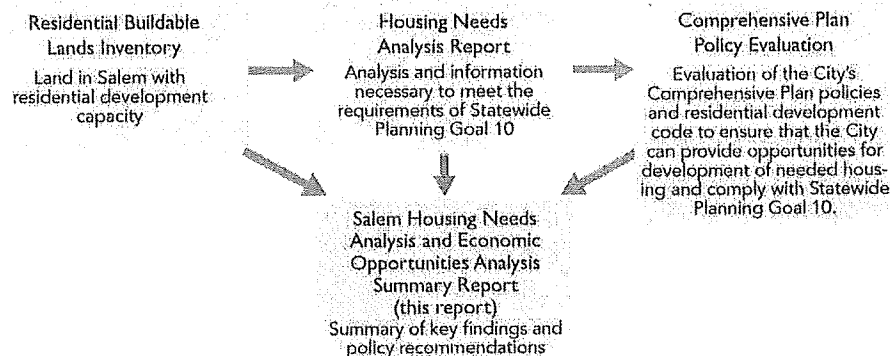 Residential Buildable
Lands Inventory
Land in Salem with
residential development
capacity
Housing Needs
Analysis Report
Analysis and information
necessary to meet the
requirements of Statewide
Planning Goal 10
Comprehensive Plan
Policy Evaluation
Evaluation of the City's
Comprehensive Plan policies
and residential development
code to ensure that the City
can provide opportunities for
development of needed hous-
ing and comply with Statewide
Planning Goal 10.
Salem Housing Needs
Analysis and Economic
Opportunities Analysis
Summary Report
(this report)
Summary of key findings and
policy recommendations